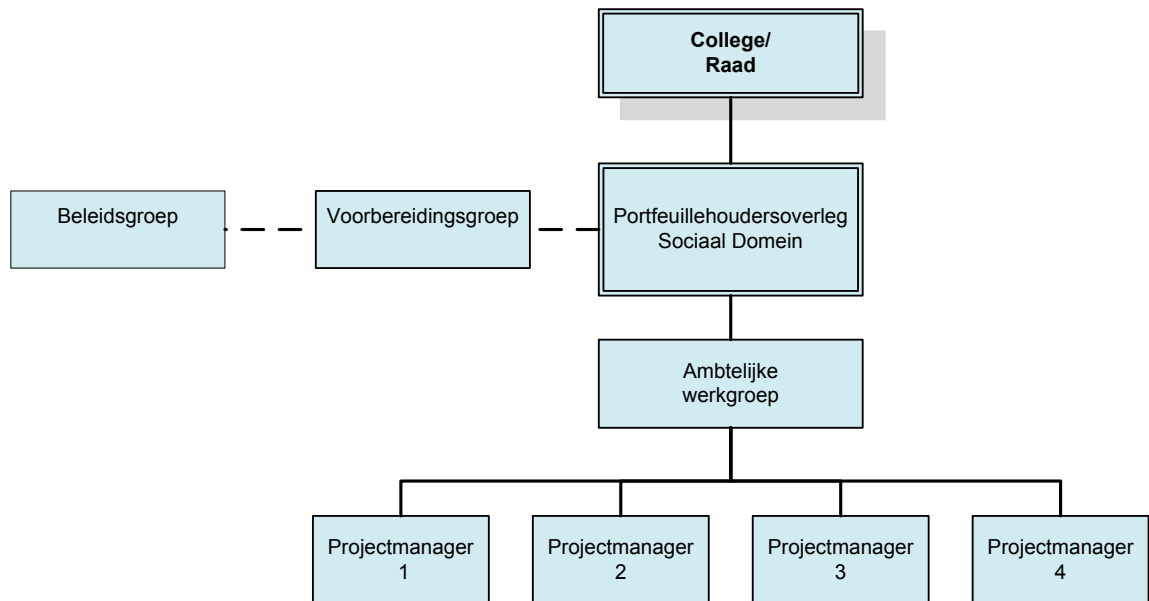 College/
Raad
Beleidsgroep
Voorbereidingsgroep
Portfeuillehoudersoverleg
Sociaal Domein
Ambtelijke
werkgroep
Projectmanager
1
Projectmanager
2
Projectmanager
3
Projectmanager
4